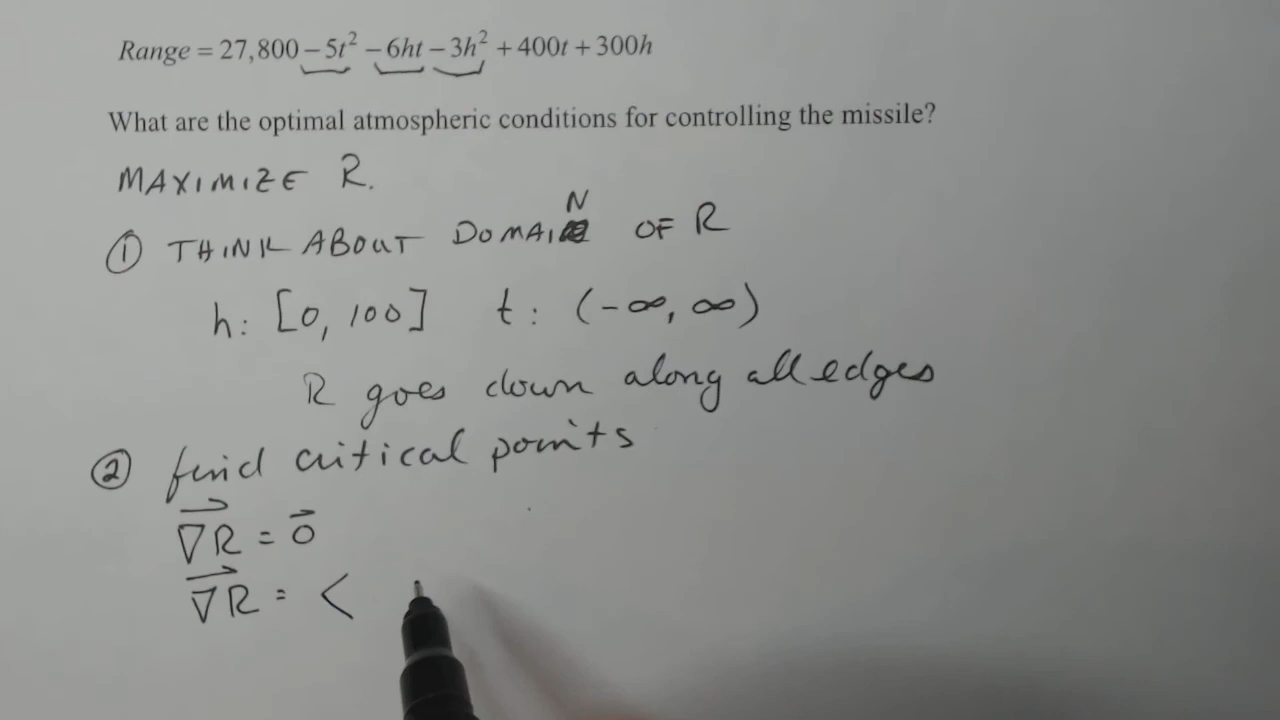 Range = 27,800 − 5t² − 6ht − 3h² + 400t + 300h
What are the optimal atmospheric conditions for controlling the missile?
MAXIMIZE R.
① THINK ABOUT DOMAIN OF R
h: [0, 100] t: (-∞, ∞)
R goes down along all edges
② find critical points
∇R = 0
∇R = <